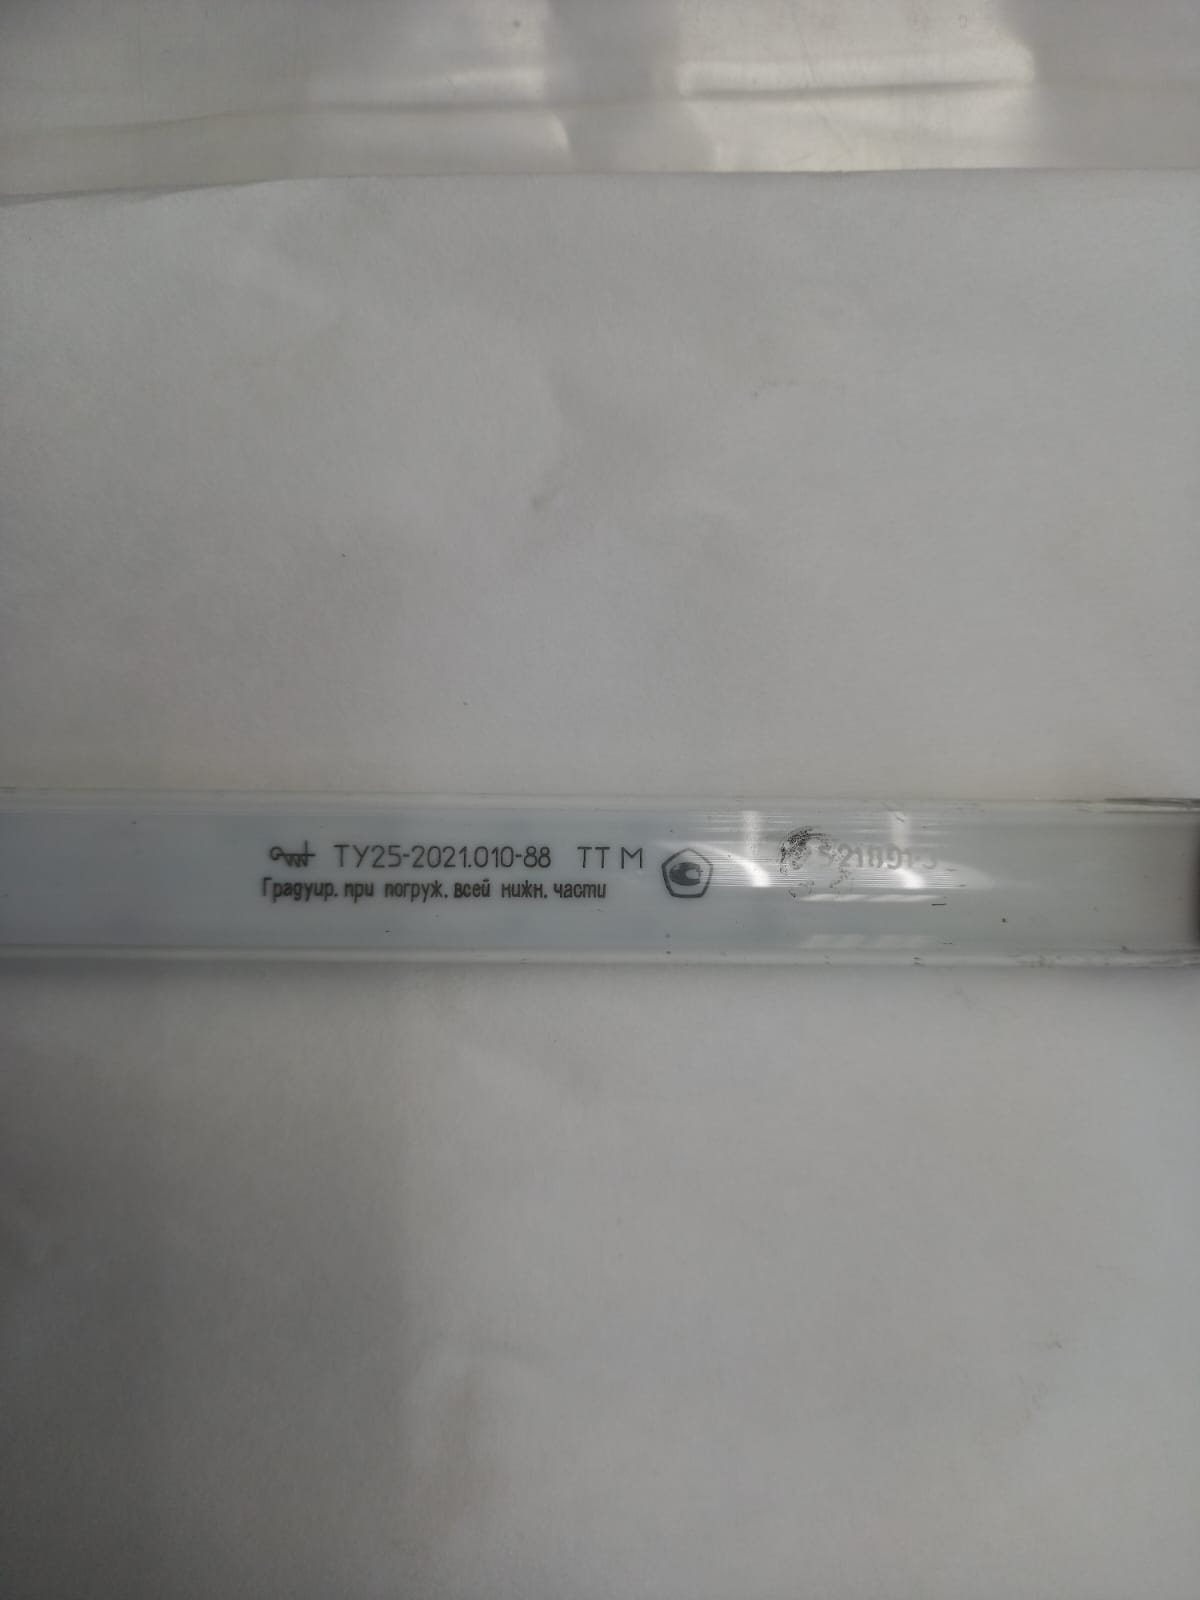 ТУ25-2021.010-88 ТТ М
Градуир. при погруж. всей нижн. части